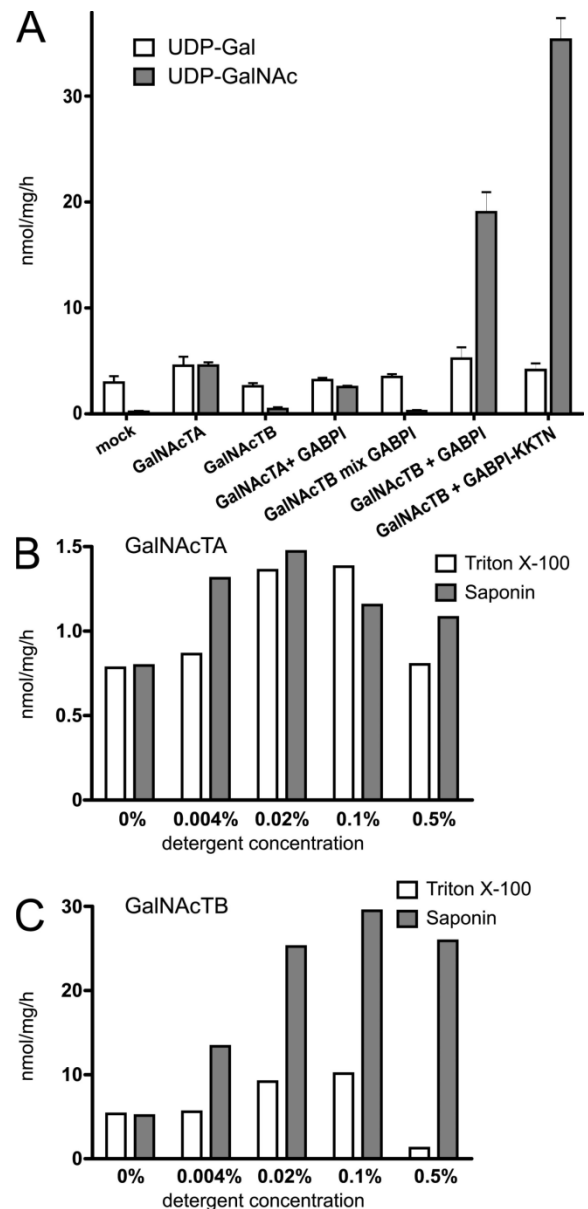 A
UDP-Gal
UDP-GalNAc
nmol/mg/h
30
20
10
0
mock
GalNAcTA
GalNAcTB
GalNAcTA+ GABPI
GalNAcTB mix GABPI
GalNAcTB + GABPI
GalNAcTB + GABPI-KKTN
B
GalNAcTA
Triton X-100
Saponin
nmol/mg/h
1.5
1.0
0.5
0
0% 0.004% 0.02% 0.1% 0.5%
detergent concentration
C
GalNAcTB
Triton X-100
Saponin
nmol/mg/h
30
20
10
0
0% 0.004% 0.02% 0.1% 0.5%
detergent concentration